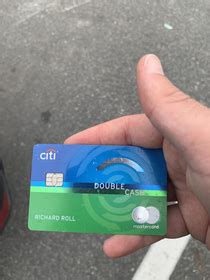 citi
DOUBLE
CASH
RICHARD ROLL
mastercard